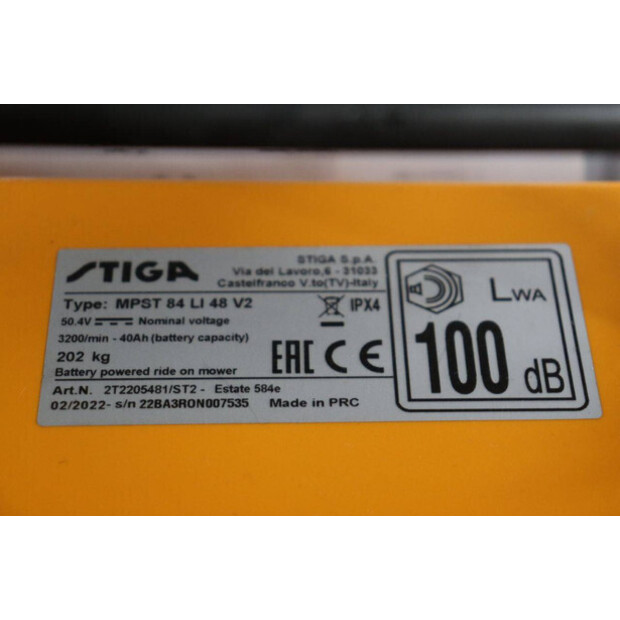 STIGA
STIGA S.p.A.
Via del Lavoro,6 - 31033
Castelfranco V.to(TV)-Italy
Type: MPST 84 LI 48 V2
IPX4
50.4V Nominal voltage
3200/min - 40Ah (battery capacity)
202 kg
Battery powered ride on mower
EAC CE
Art.N. 2T2205481/ST2 - Estate 584e
02/2022- s/n 22BA3RON007535 Made in PRC
LWA
100 dB